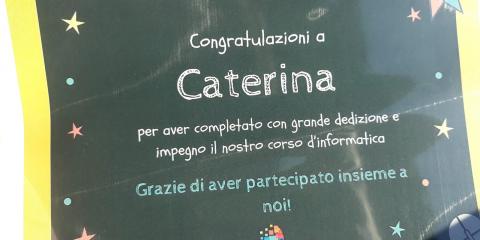 Congratulazioni a
Caterina
per aver completato con grande dedizione e
impegno il nostro corso d'informatica
Grazie di aver partecipato insieme a
noi!